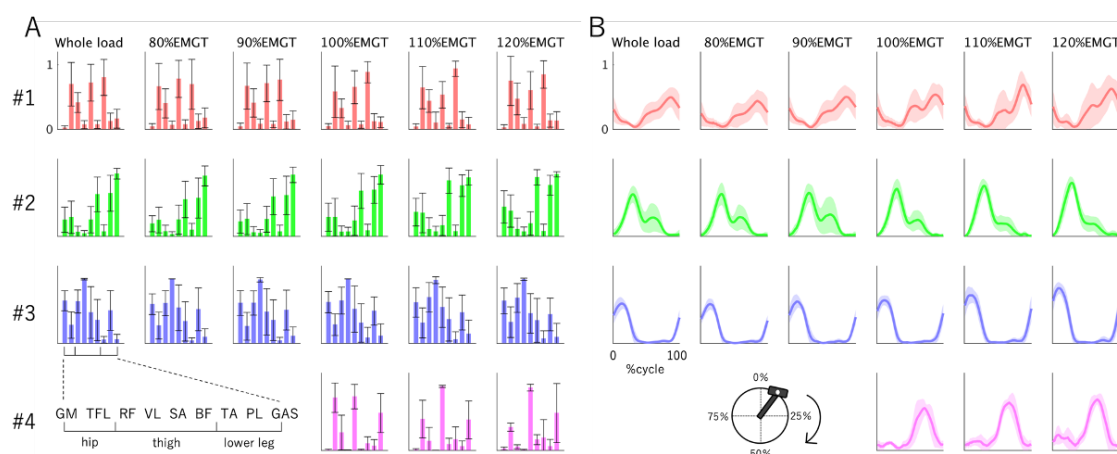 A
B
Whole load 80%EMGT 90%EMGT 100%EMGT 110%EMGT 120%EMGT
Whole load 80%EMGT 90%EMGT 100%EMGT 110%EMGT 120%EMGT
1
1
#1
0
0
#2
#3
0 100
%cycle
#4
GM TFL RF VL SA BF TA PL GAS
hip thigh lower leg
0%
75% 25%
50%